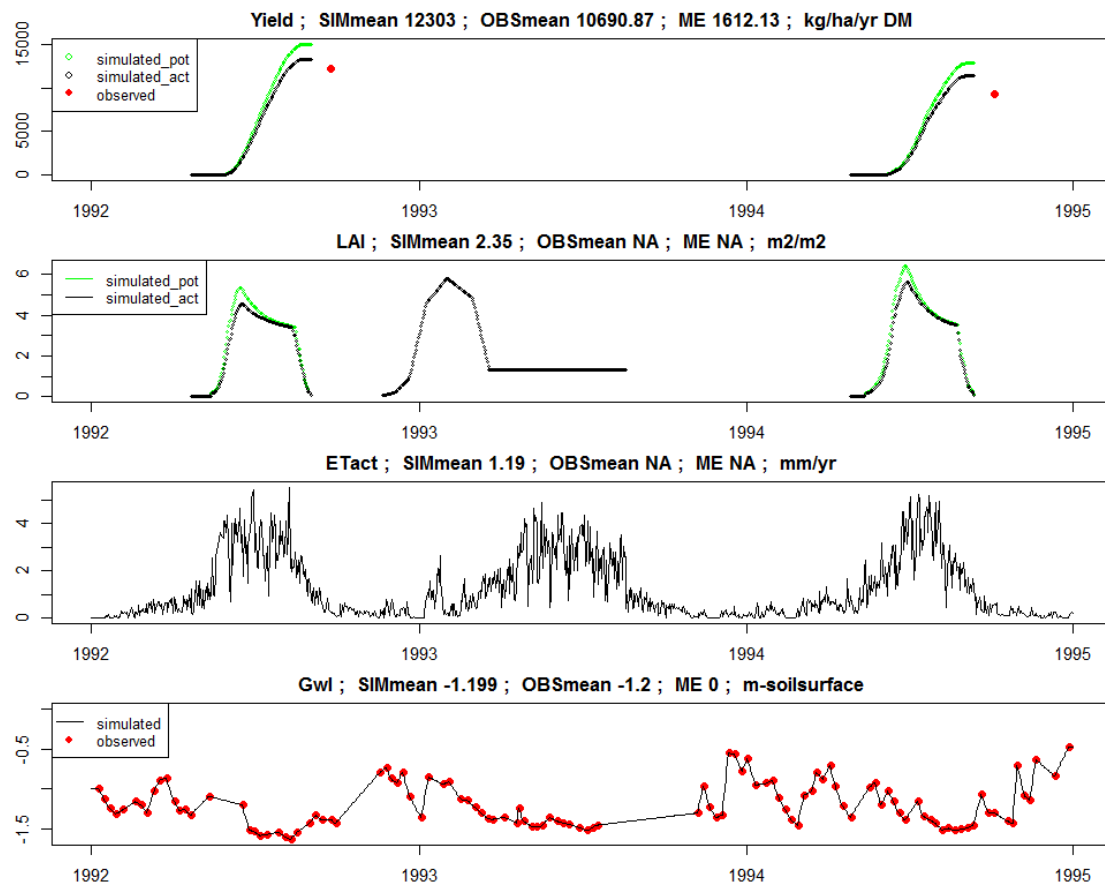 Yield ; SIMmean 12303 ; OBSmean 10690.87 ; ME 1612.13 ; kg/ha/yr DM
15000
5000
0
simulated_pot
simulated_act
observed
1992 1993 1994 1995
LAI ; SIMmean 2.35 ; OBSmean NA ; ME NA ; m2/m2
6
4
2
0
simulated_pot
simulated_act
1992 1993 1994 1995
ETact ; SIMmean 1.19 ; OBSmean NA ; ME NA ; mm/yr
4
2
0
1992 1993 1994 1995
Gwl ; SIMmean -1.199 ; OBSmean -1.2 ; ME 0 ; m-soilsurface
-0.5
-1.5
simulated
observed
1992 1993 1994 1995